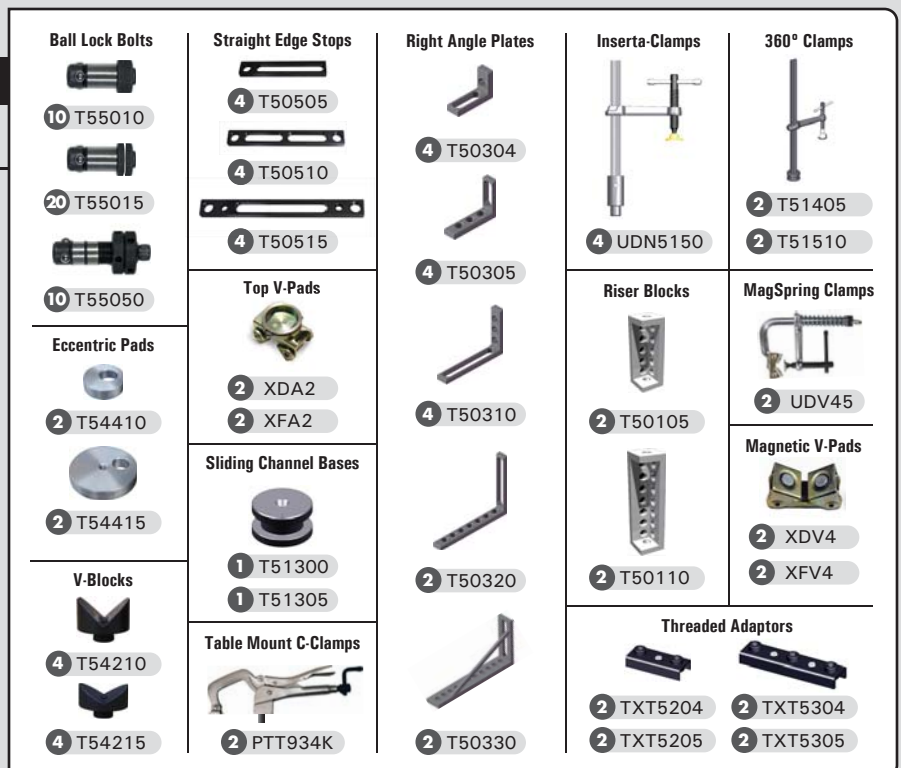 Ball Lock Bolts
10 T55010
20 T55015
10 T55050
Eccentric Pads
2 T54410
2 T54415
V-Blocks
4 T54210
4 T54215
Straight Edge Stops
4 T50505
4 T50510
4 T50515
Top V-Pads
2 XDA2
2 XFA2
Sliding Channel Bases
1 T51300
1 T51305
Table Mount C-Clamps
2 PTT934K
Right Angle Plates
4 T50304
4 T50305
4 T50310
2 T50320
2 T50330
Inserta-Clamps
4 UDN5150
Riser Blocks
2 T50105
2 T50110
360º Clamps
2 T51405
2 T51510
MagSpring Clamps
2 UDV45
Magnetic V-Pads
2 XDV4
2 XFV4
Threaded Adaptors
2 TXT5204
2 TXT5205
2 TXT5304
2 TXT5305